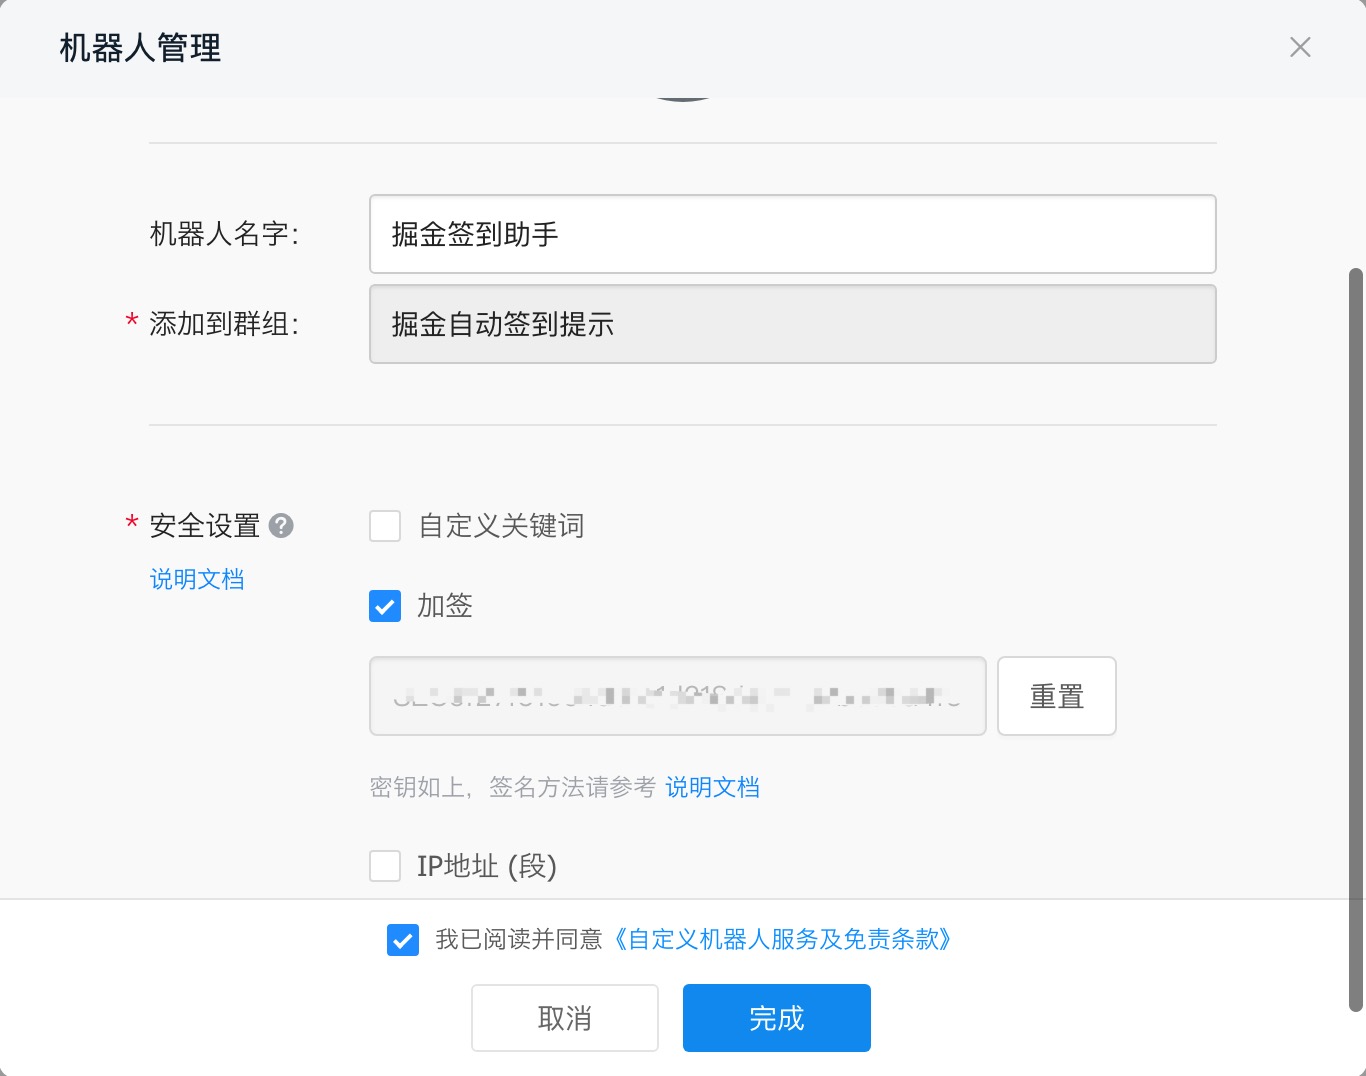 机器人管理
机器人名字：
掘金签到助手
* 添加到群组：
掘金自动签到提示
* 安全设置
自定义关键词
说明文档
加签
重置
密钥如上，签名方法请参考 说明文档
IP地址 (段)
我已阅读并同意《自定义机器人服务及免责条款》
取消
完成